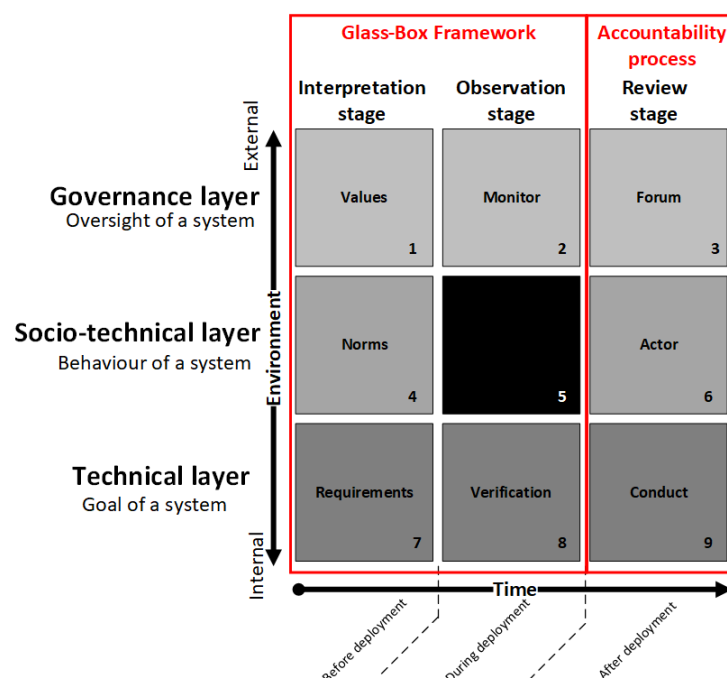 Glass-Box Framework
Accountability
process
Interpretation
stage
Observation
stage
Review
stage
External
Governance layer
Oversight of a system
Values
1
Monitor
2
Forum
3
Environment
Socio-technical layer
Behaviour of a system
Norms
4
5
Actor
6
Technical layer
Goal of a system
Requirements
7
Verification
8
Conduct
9
Internal
Time
Before deployment
During deployment
After deployment